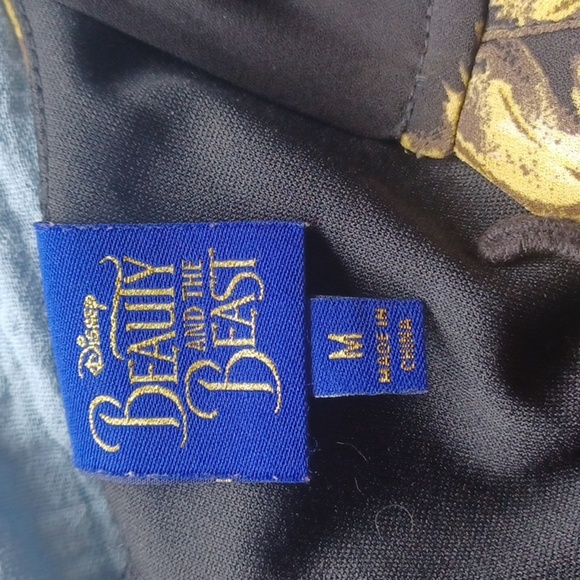 Disney
BEAUTY
AND THE
BEAST
M
MADE IN
CHINA